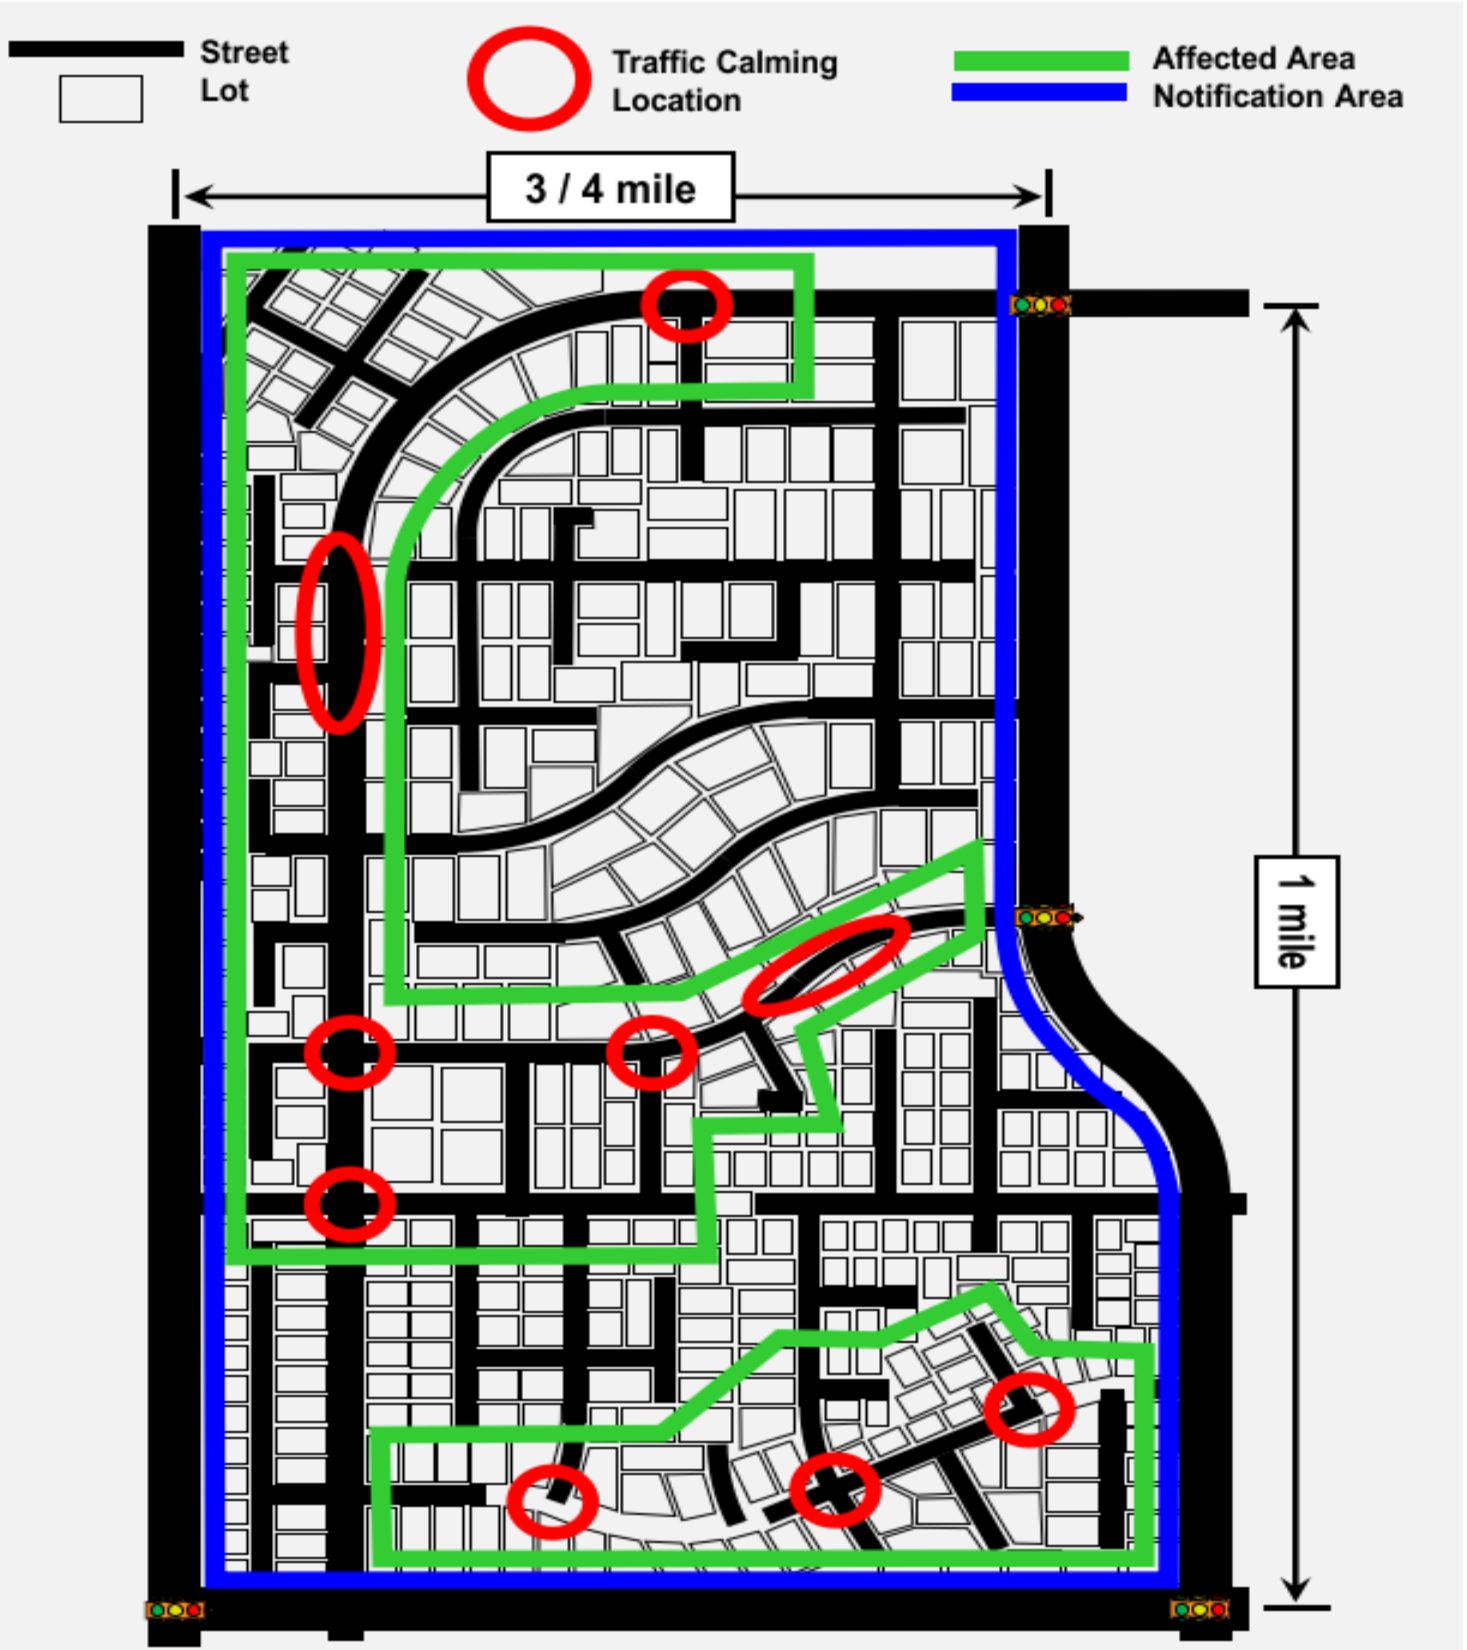 Street
Lot
Traffic Calming
Location
Affected Area
Notification Area
3 / 4 mile
1 mile